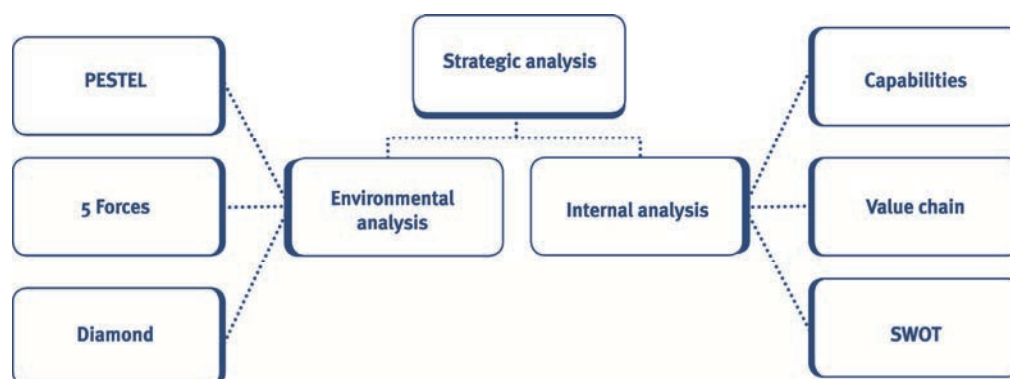 Strategic analysis
PESTEL
Capabilities
5 Forces
Environmental
analysis
Internal analysis
Value chain
Diamond
SWOT